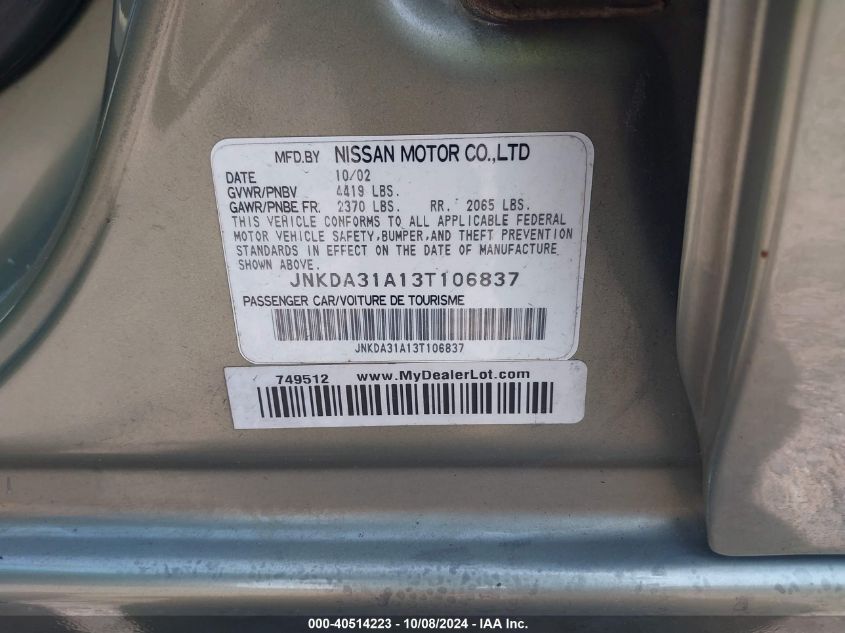 MFD.BY NISSAN MOTOR CO.,LTD
DATE 10/02
GVWR/PNBV 4419 LBS.
GAWR/PNBE FR. 2370 LBS. RR. 2065 LBS.
THIS VEHICLE CONFORMS TO ALL APPLICABLE FEDERAL
MOTOR VEHICLE SAFETY,BUMPER,AND THEFT PREVENTION
STANDARDS IN EFFECT ON THE DATE OF MANUFACTURE
SHOWN ABOVE.
JNKDA31A13T106837
PASSENGER CAR/VOITURE DE TOURISME
JNKDA31A13T106837
749512 www.MyDealerLot.com
000-40514223 - 10/08/2024 - IAA Inc.